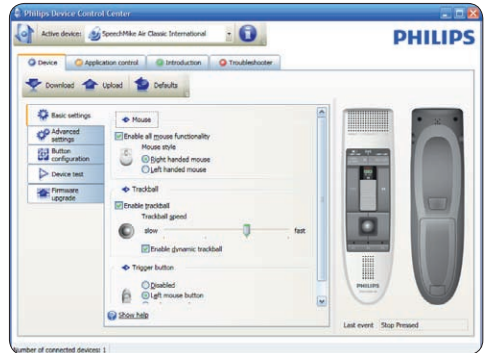 Philips Device Control Center
Active device: SpeechMike Air Classic International
PHILIPS
Device Application control Introduction Troubleshooter
Download Upload Defaults
Basic settings
Advanced settings
Button configuration
Device test
Firmware upgrade
Mouse
Enable all mouse functionality
Mouse style
Right handed mouse
Left handed mouse
Trackball
Enable trackball
Trackball speed
slow fast
Enable dynamic trackball
Trigger button
Disabled
Left mouse button
Show help
PHILIPS
Last event Stop Pressed
Number of connected devices: 1